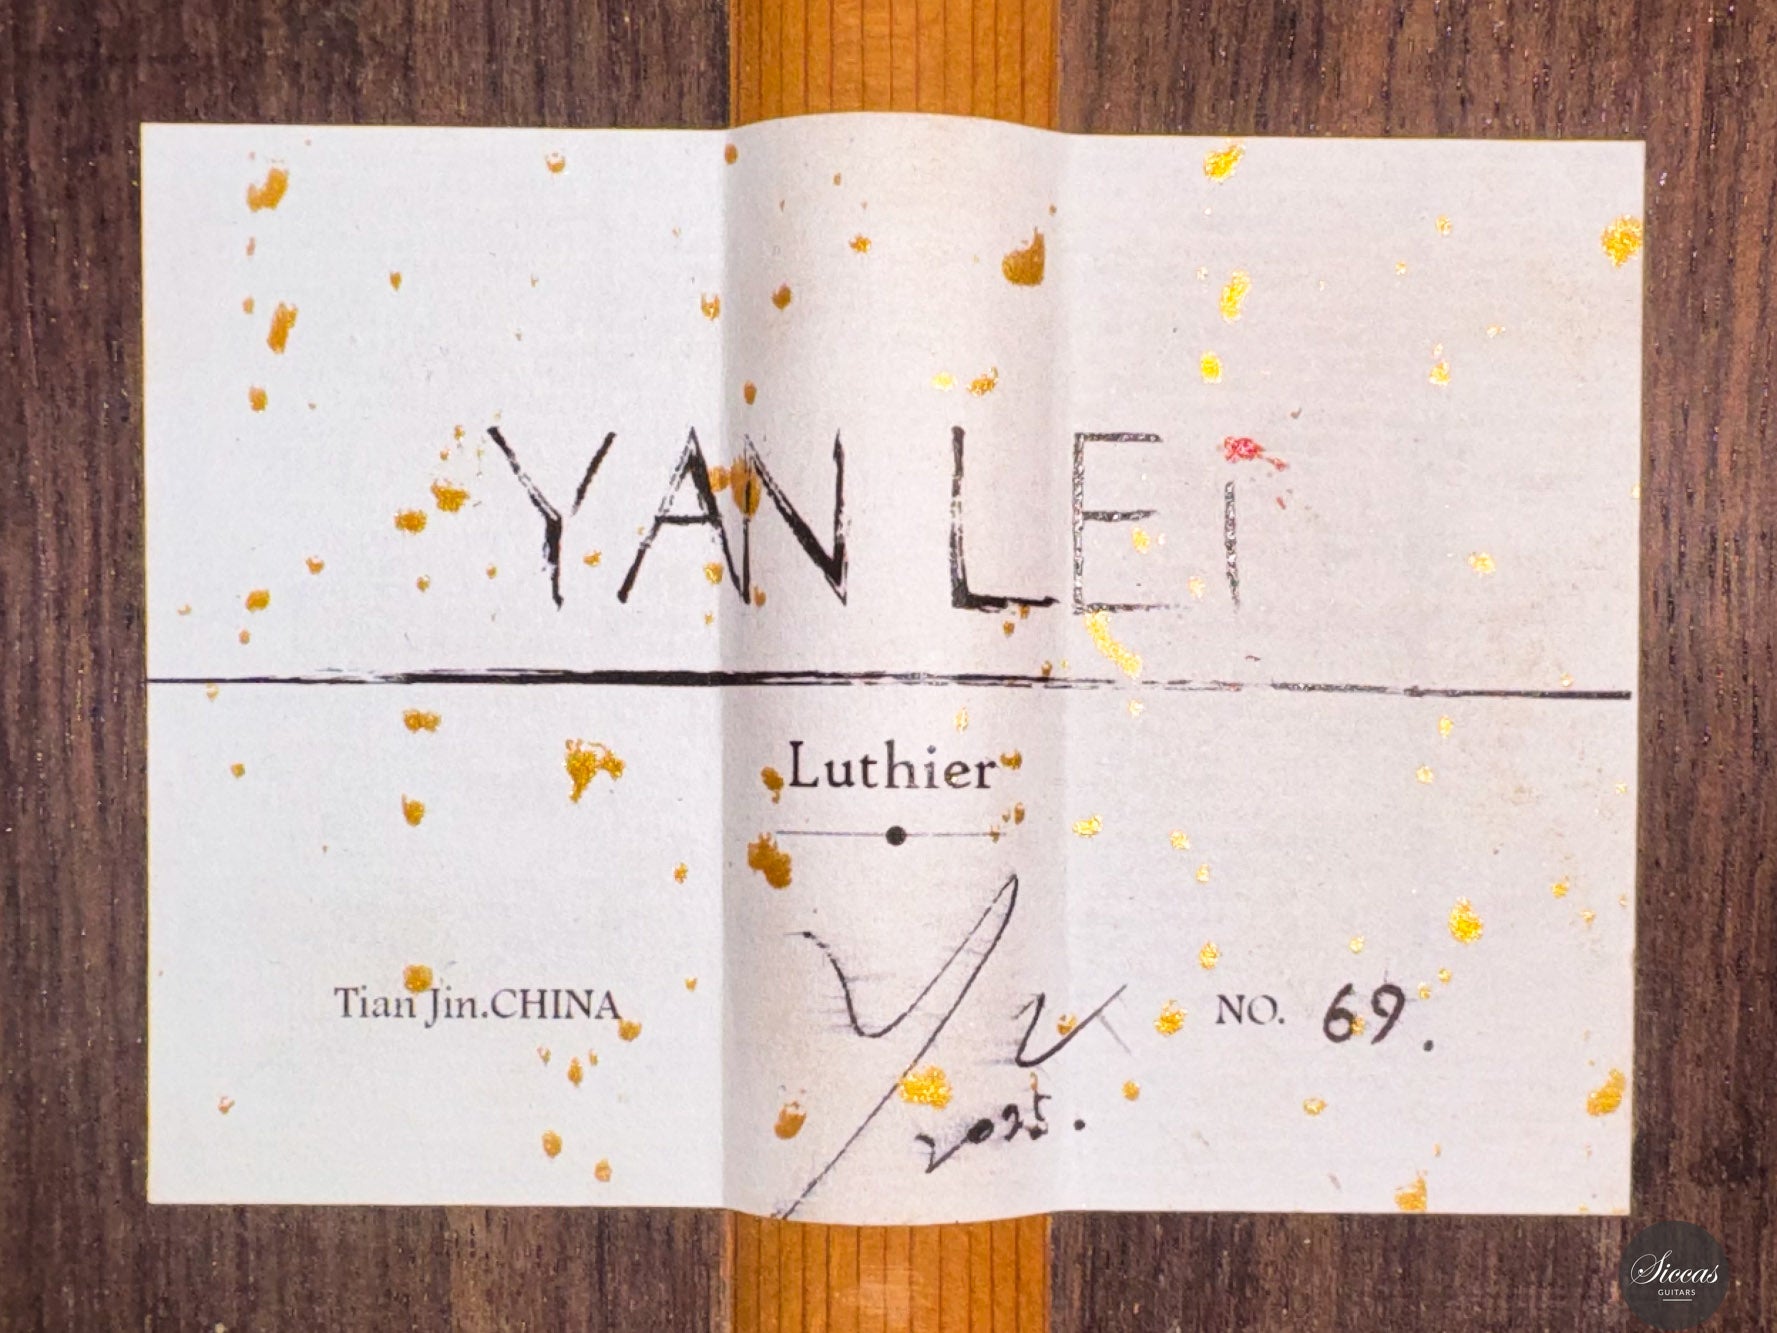 YAN LEi
Luthier
Tian Jin.CHINA
NO. 69.
2025.
Siccas
GUITARS